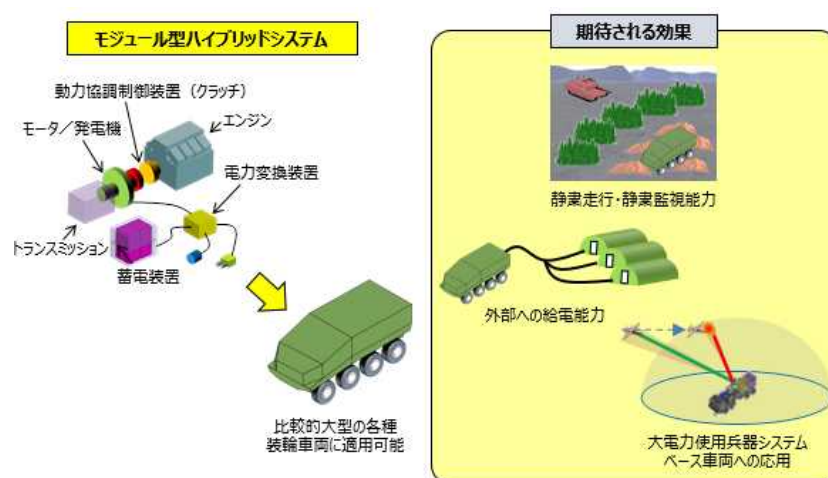 モジュール型ハイブリッドシステム
動力協調制御装置（クラッチ）
モータ／発電機
エンジン
電力変換装置
トランスミッション
蓄電装置
比較的大型の各種
装輪車両に適用可能
期待される効果
静粛走行・静粛監視能力
外部への給電能力
大電力使用兵器システム
ベース車両への応用